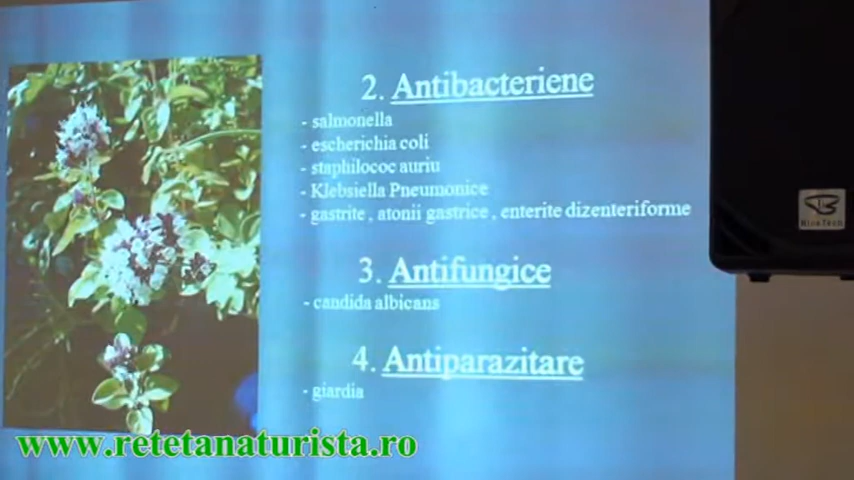 2. Antibacteriene
- salmonella
- escherichia coli
- staphilococ auriu
- Klebsiella Pneumonice
- gastrite , atonii gastrice , enterite dizenteriforme
3. Antifungice
- candida albicans
4. Antiparazitare
- giardia
www.retetanaturista.ro